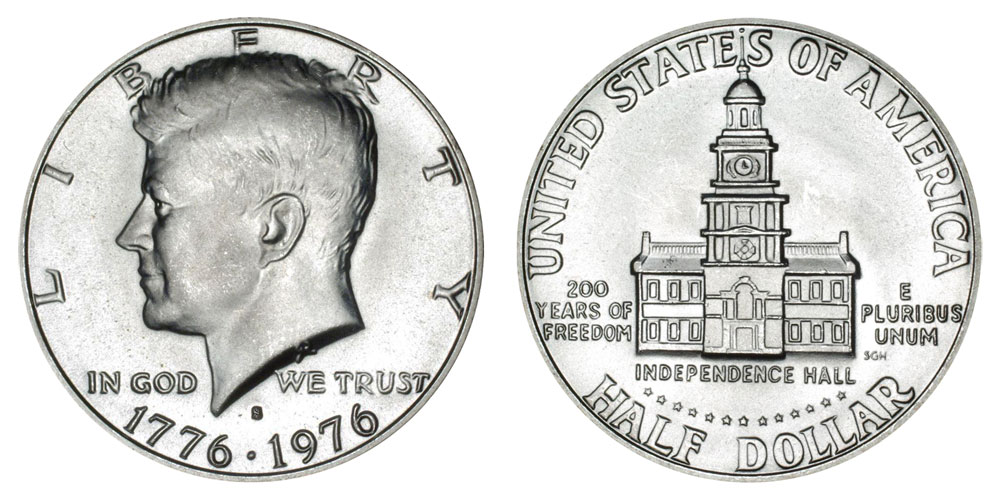 LIBERTY
IN GOD WE TRUST
S
1776 · 1976
UNITED STATES OF AMERICA
200
YEARS OF
FREEDOM
E
PLURIBUS
UNUM
SGH
INDEPENDENCE HALL
HALF DOLLAR